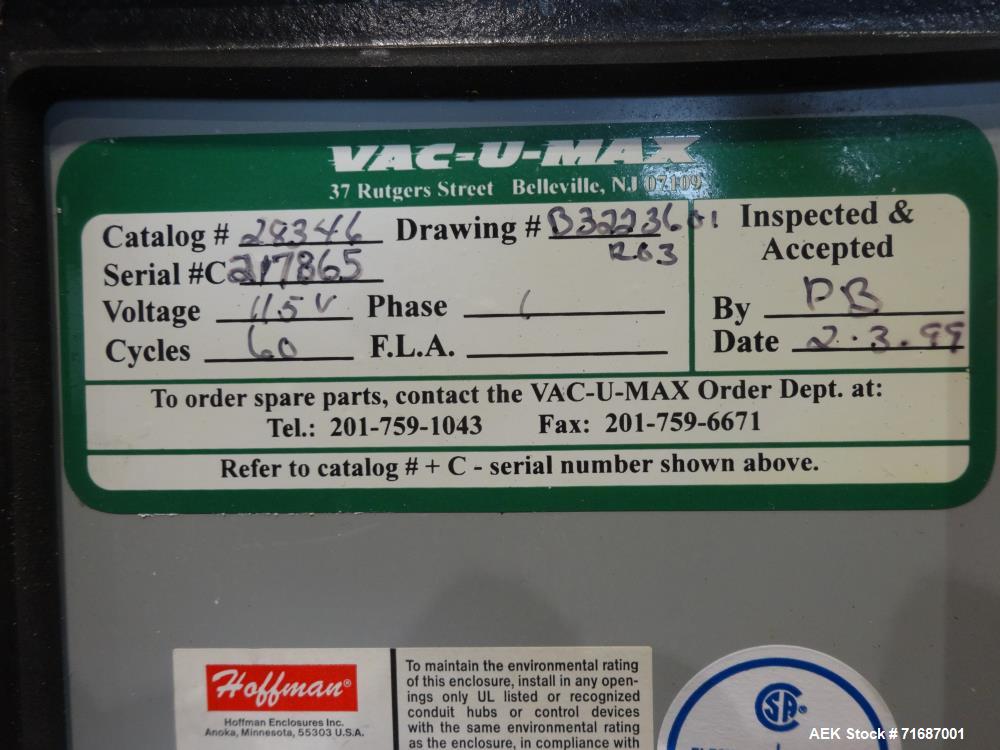 VAC-U-MAX
37 Rutgers Street Belleville, NJ 07109
Catalog # 28346 Drawing # B322360!
R03
Serial #C217865
Voltage 115V Phase 1
Cycles 60 F.L.A.
Inspected &
Accepted
By PB
Date 2.3.99
To order spare parts, contact the VAC-U-MAX Order Dept. at:
Tel.: 201-759-1043 Fax: 201-759-6671
Refer to catalog # + C - serial number shown above.
Hoffman®
Hoffman Enclosures Inc.
Anoka, Minnesota, 55303 U.S.A.
To maintain the environmental rating
of this enclosure, install in any open-
ings only UL listed or recognized
conduit hubs or control devices
with the same environmental rating
as the enclosure, in compliance with
SA®
AEK Stock #71687001